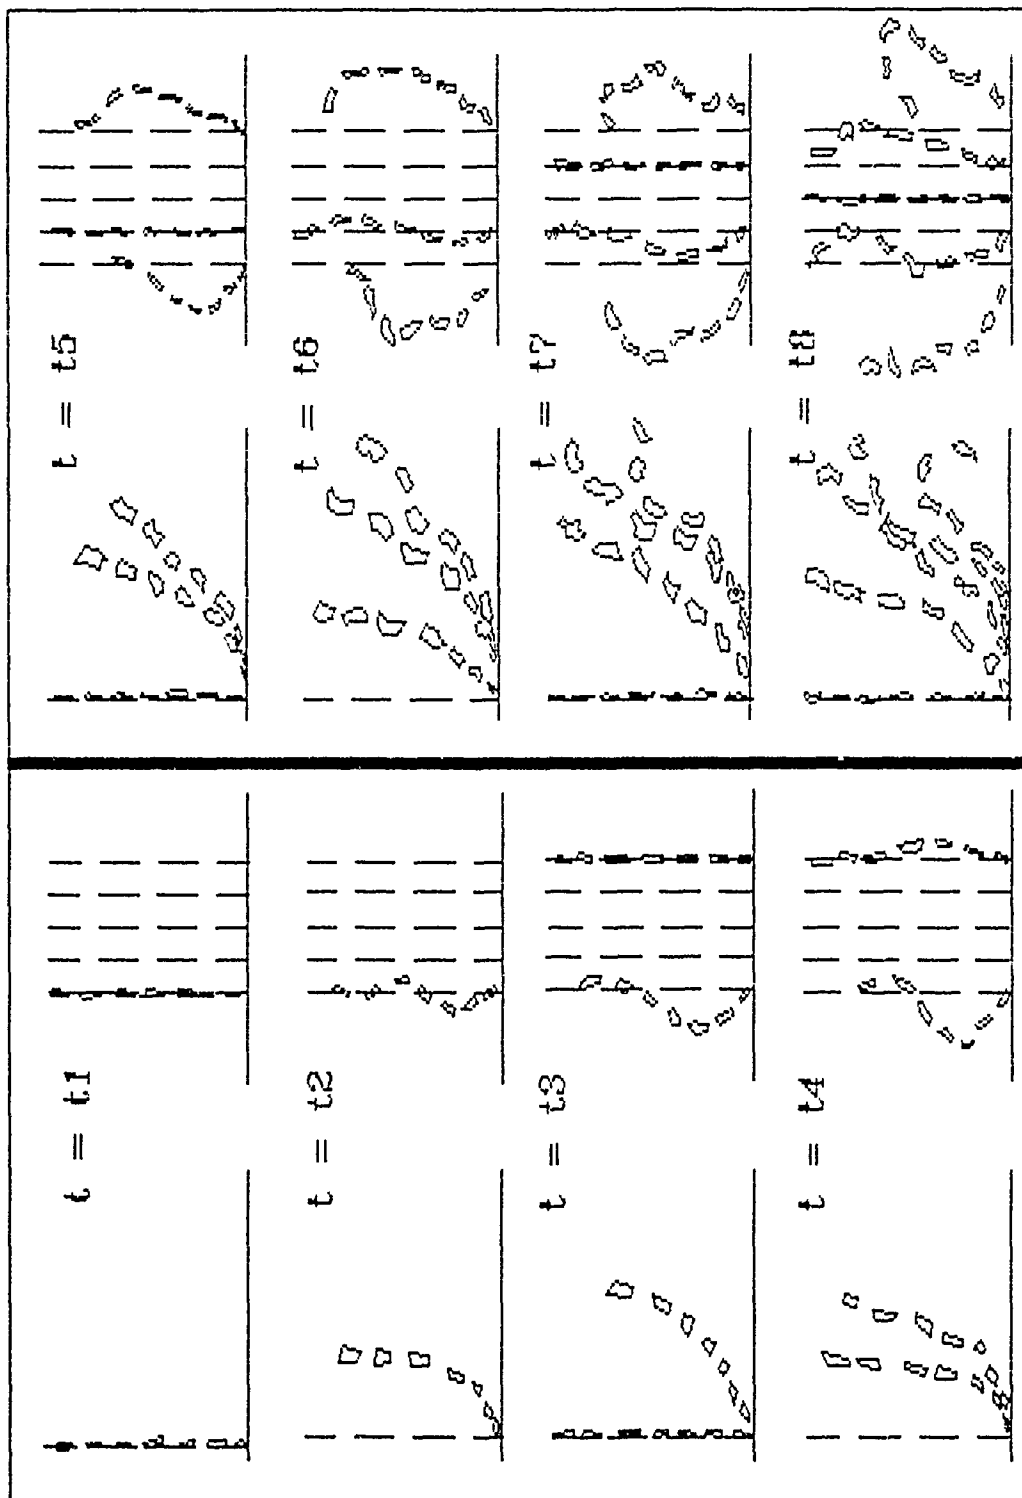 t = t1
t = t2
t = t3
t = t4
t = t5
t = t6
t = t7
t = t8